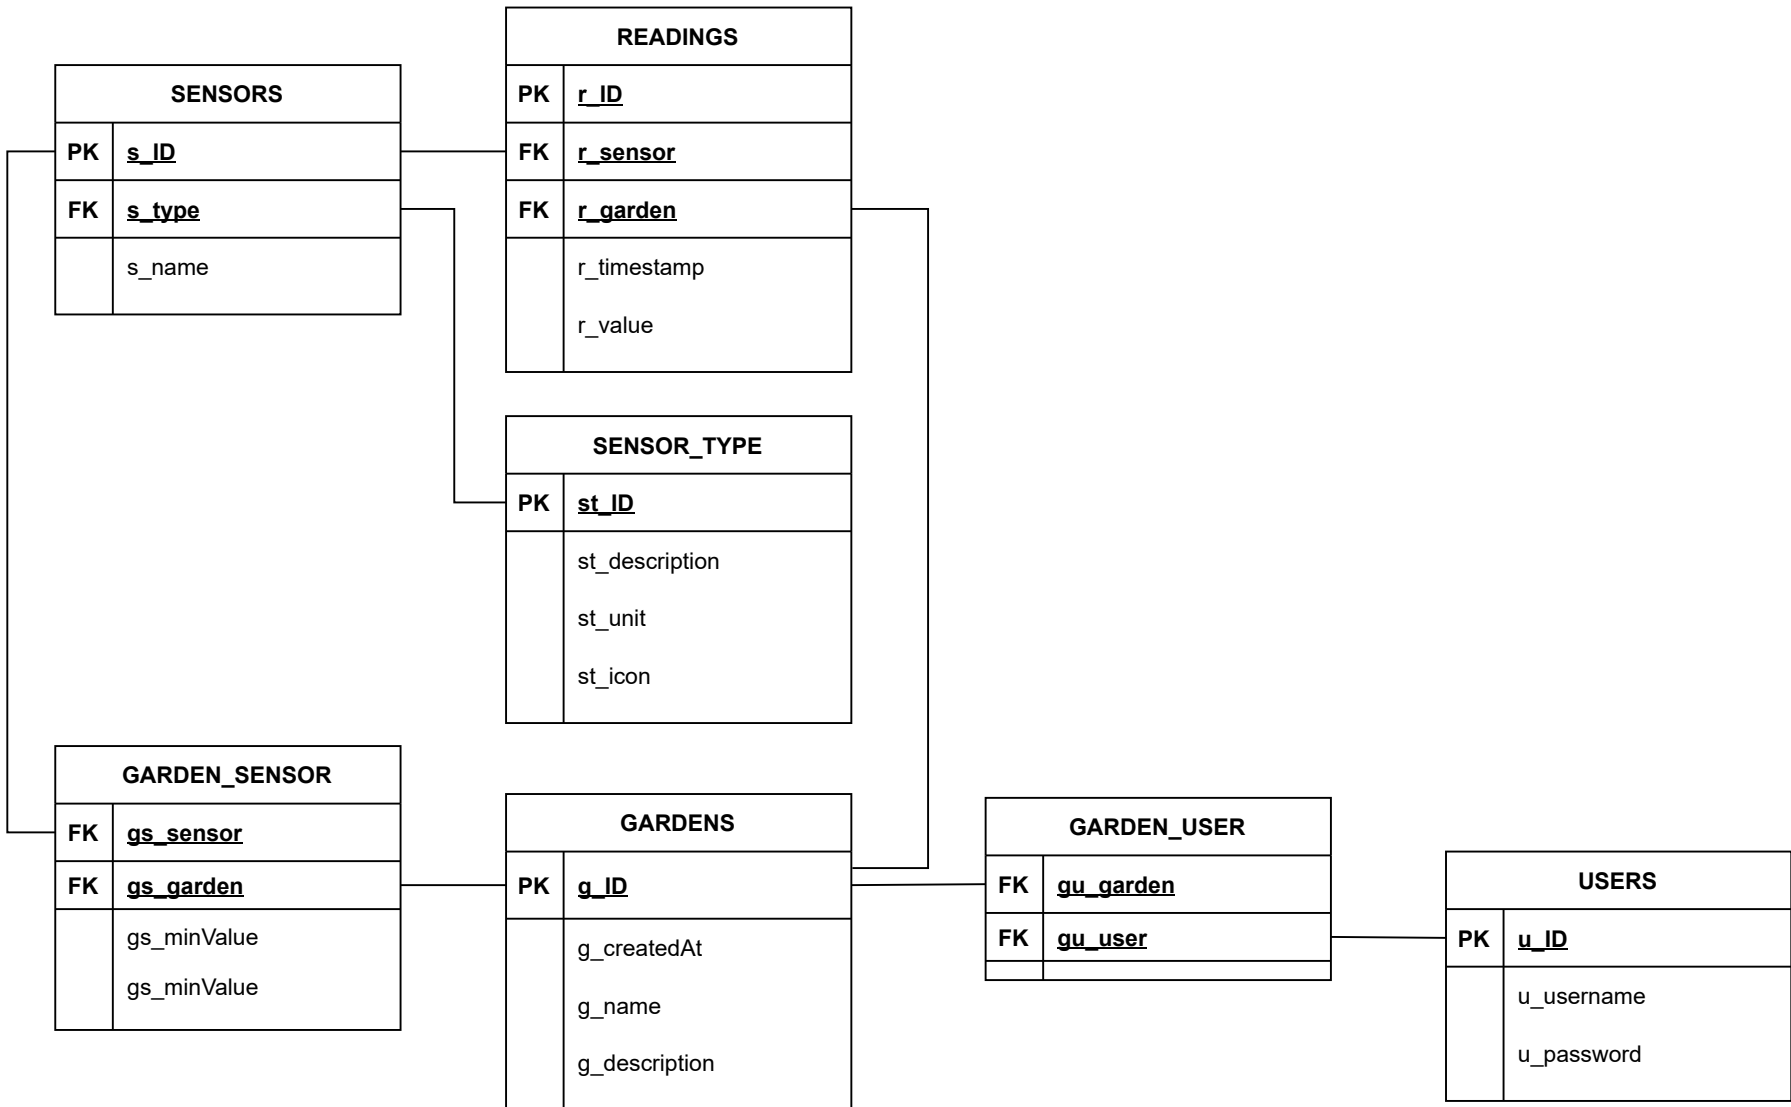 READINGS
PK r_ID
FK r_sensor
FK r_garden
r_timestamp
r_value
SENSORS
PK s_ID
FK s_type
s_name
SENSOR_TYPE
PK st_ID
st_description
st_unit
st_icon
GARDEN_SENSOR
FK gs_sensor
FK gs_garden
gs_minValue
gs_minValue
GARDENS
PK g_ID
g_createdAt
g_name
g_description
GARDEN_USER
FK gu_garden
FK gu_user
USERS
PK u_ID
u_username
u_password